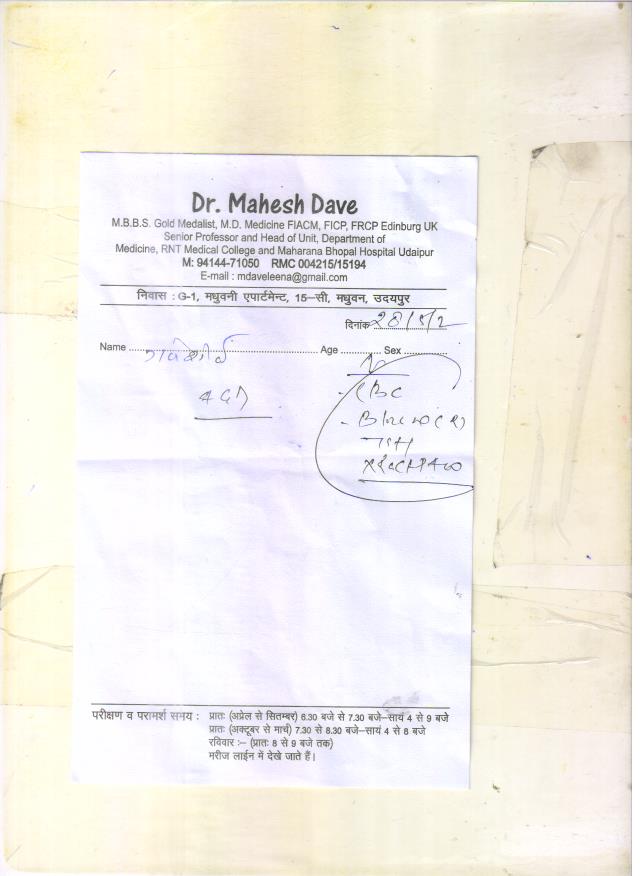 Dr. Mahesh Dave
M.B.B.S. Gold Medalist, M.D. Medicine FIACM, FICP, FRCP Edinburg UK
Senior Professor and Head of Unit, Department of
Medicine, RNT Medical College and Maharana Bhopal Hospital Udaipur
M: 94144-71050 RMC 004215/15194
E-mail : mdaveleena@gmail.com
निवास : G-1, मधुवनी एपार्टमेन्ट, 15-सी, मधुवन, उदयपुर
दिनांक
Name Age Sex
CBC
परीक्षण व परामर्श समय : प्रातः (अप्रेल से सितम्बर) 6.30 बजे से 7.30 बजे-सायं 4 से 9 बजे
प्रातः (अक्टूबर से मार्च) 7.30 से 8.30 बजे-सायं 4 से 8 बजे
रविवार :- (प्रातः 8 से 9 बजे तक)
मरीज लाईन में देखे जाते हैं।